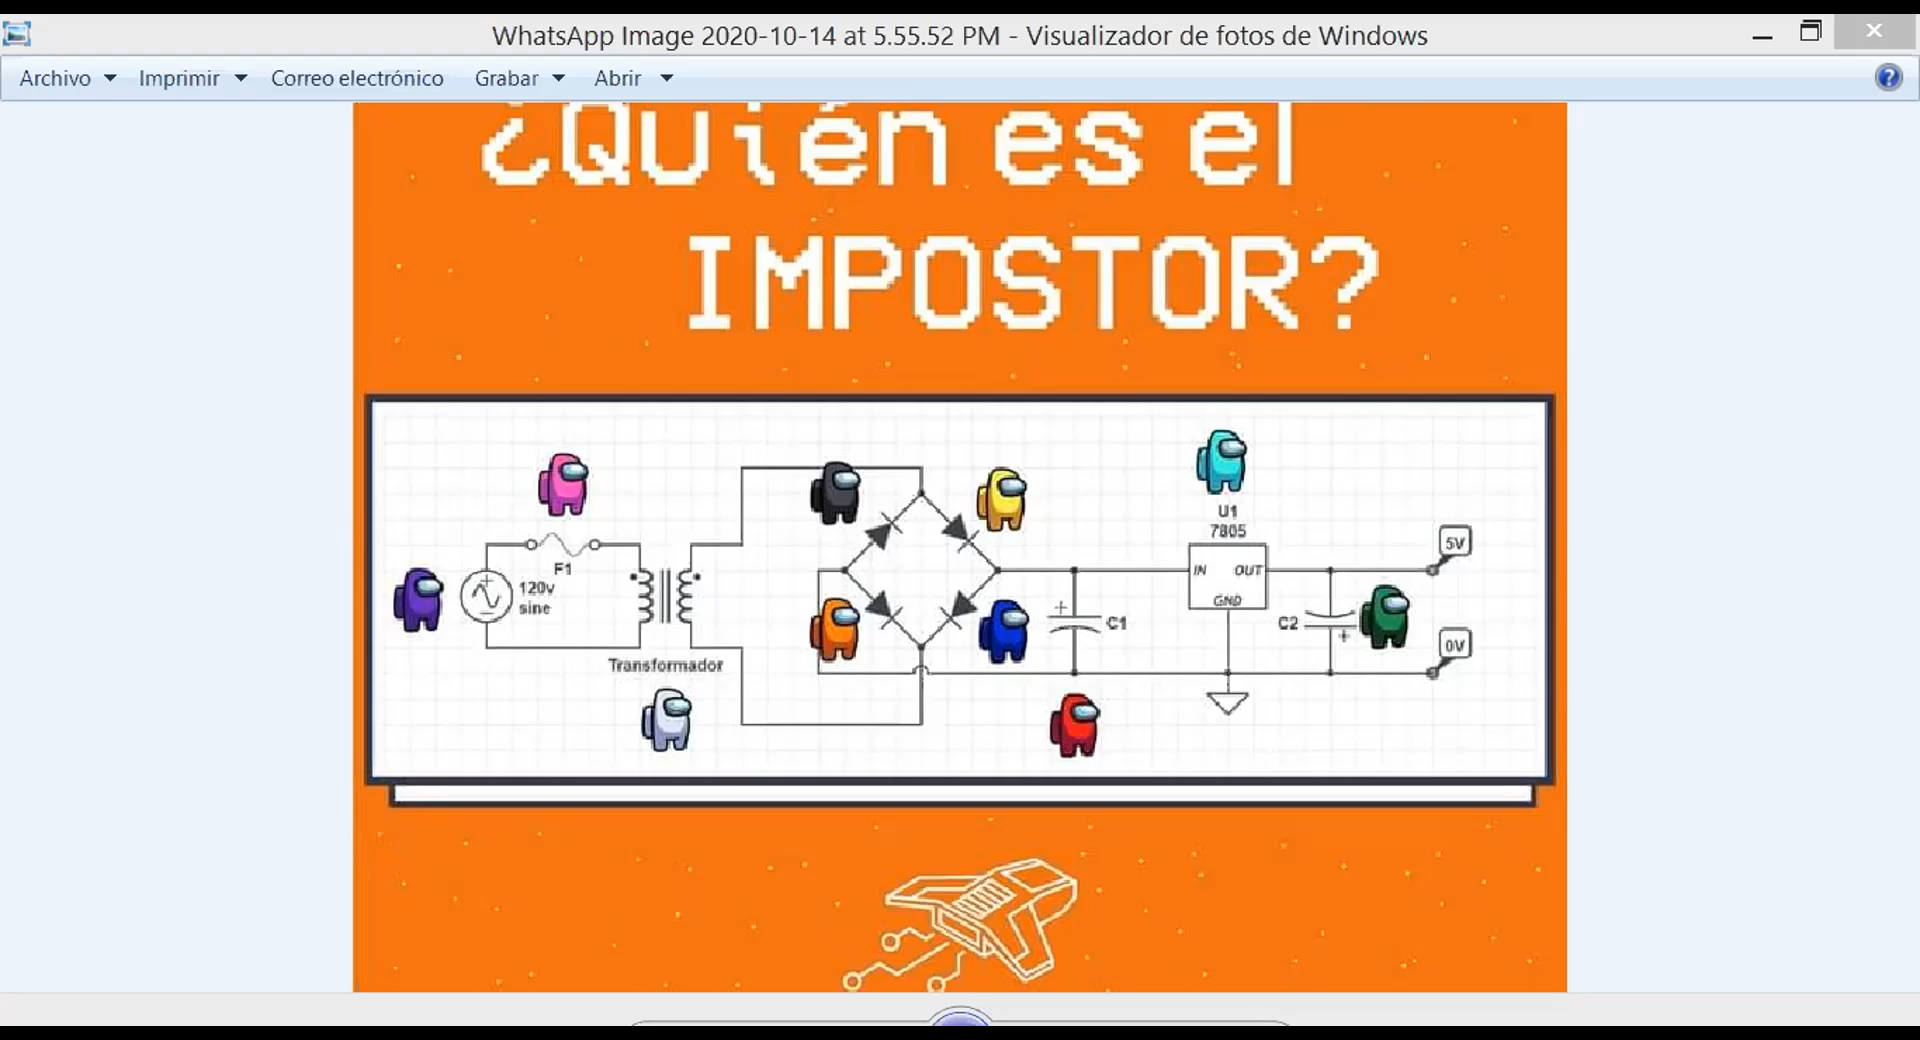 WhatsApp Image 2020-10-14 at 5.55.52 PM - Visualizador de fotos de Windows
Archivo Imprimir Correo electrónico Grabar Abrir
¿Quién es el
IMPOSTOR?
U1
7805
5V
F1
120v
sine
IN OUT
GND
+
C1
C2
+
0V
Transformador